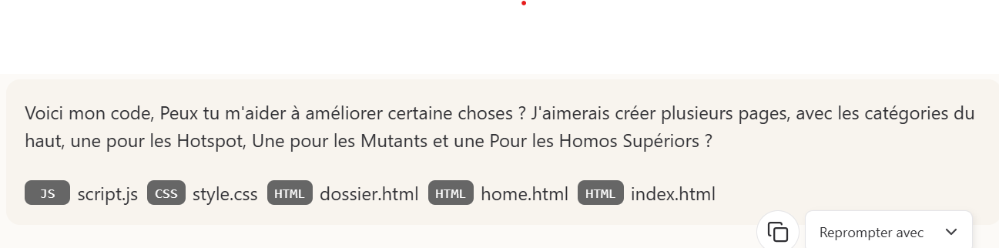 Voici mon code, Peux tu m'aider à améliorer certaine choses ? J'aimerais créer plusieurs pages, avec les catégories du
haut, une pour les Hotspot, Une pour les Mutants et une Pour les Homos Supériors ?
JS script.js CSS style.css HTML dossier.html HTML home.html HTML index.html
Reprompter avec